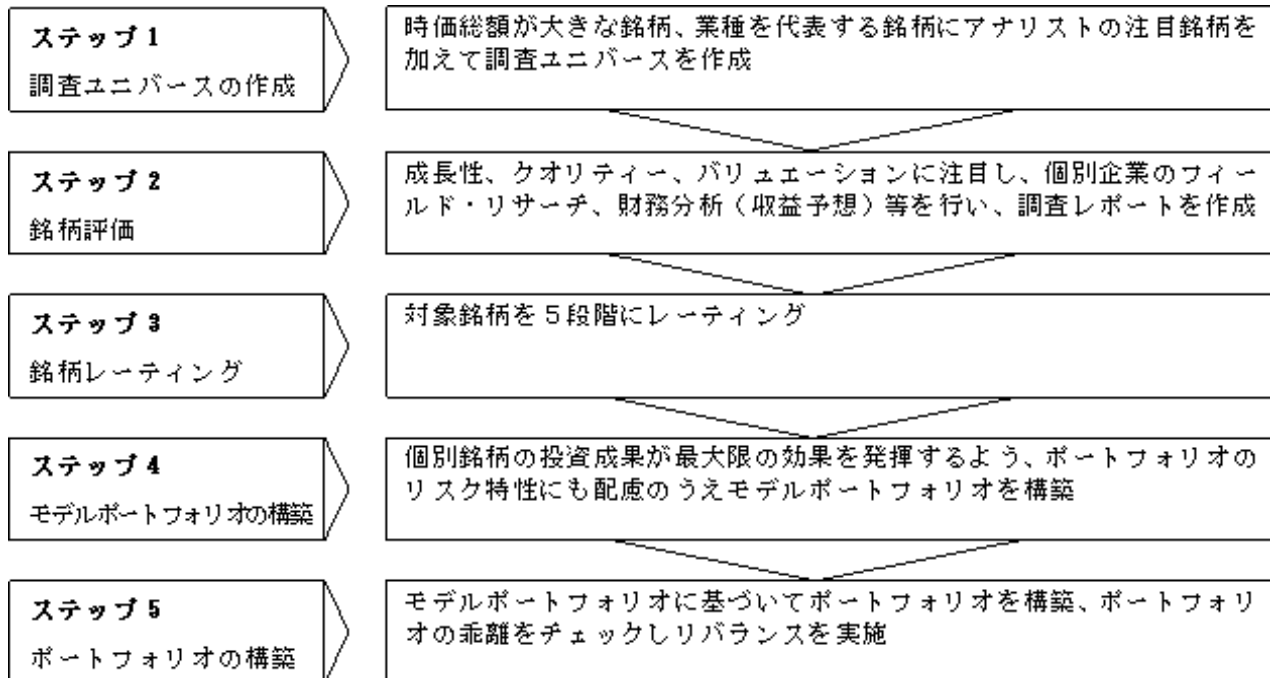 ステップ1
調査ユニバースの作成
時価総額が大きな銘柄、業種を代表する銘柄にアナリストの注目銘柄を
加えて調査ユニバースを作成
ステップ2
銘柄評価
成長性、クオリティー、バリュエーションに注目し、個別企業のフィー
ルド・リサーチ、財務分析（収益予想）等を行い、調査レポートを作成
ステップ3
銘柄レーティング
対象銘柄を5段階にレーティング
ステップ4
モデルポートフォリオの構築
個別銘柄の投資成果が最大限の効果を発揮するよう、ポートフォリオの
リスク特性にも配慮のうえモデルポートフォリオを構築
ステップ5
ポートフォリオの構築
モデルポートフォリオに基づいてポートフォリオを構築、ポートフォリ
オの乖離をチェックしリバランスを実施